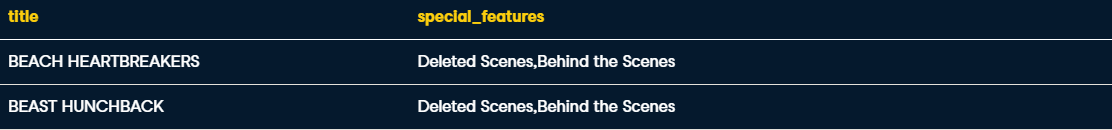 title special_features
BEACH HEARTBREAKERS Deleted Scenes,Behind the Scenes
BEAST HUNCHBACK Deleted Scenes,Behind the Scenes